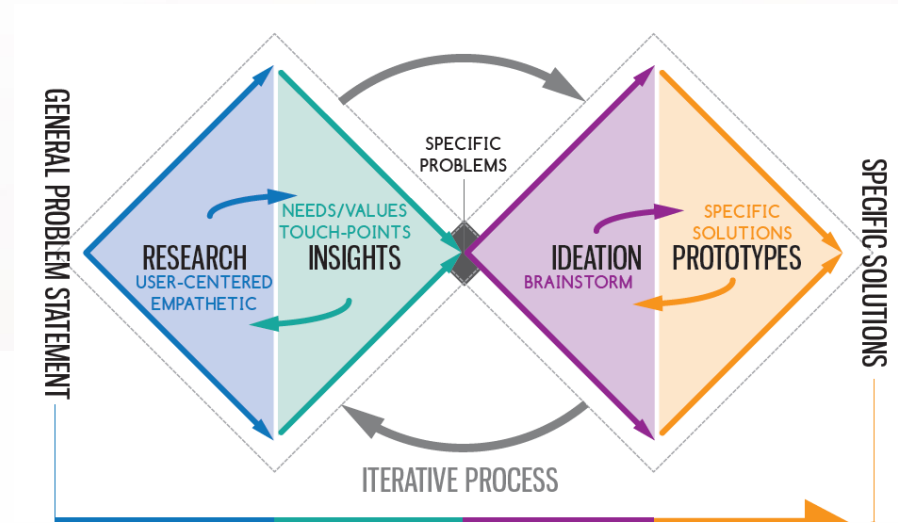 GENERAL PROBLEM STATEMENT
RESEARCH
USER-CENTERED
EMPATHETIC
NEEDS/VALUES
TOUCH-POINTS
INSIGHTS
SPECIFIC
PROBLEMS
IDEATION
BRAINSTORM
SPECIFIC
SOLUTIONS
PROTOTYPES
SPECIFIC SOLUTIONS
ITERATIVE PROCESS